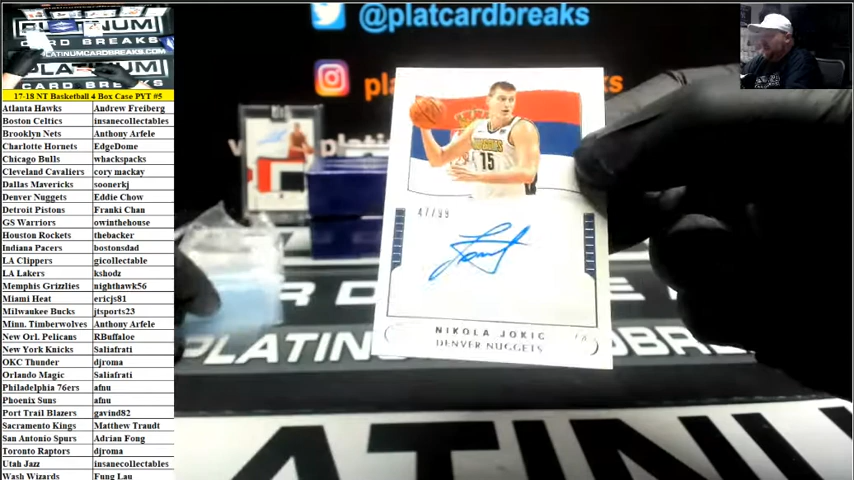 PLATINUM
CARD BREAKS
PLATINUMCARDBREAKS.COM
PLATINUM
CARD BREAKS
@platcardbreaks
17-18 NT Basketball 4 Box Case PYT #5
Atlanta Hawks Andrew Freiberg
Boston Celtics insanecollectables
Brooklyn Nets Anthony Arfele
Charlotte Hornets EdgeDome
Chicago Bulls whackspacks
Cleveland Cavaliers cory mackay
Dallas Mavericks soonerkj
Denver Nuggets Eddie Chow
Detroit Pistons Franki Chan
GS Warriors owinthehouse
Houston Rockets thebacker
Indiana Pacers bostonsdad
LA Clippers gicollectable
LA Lakers kshodz
Memphis Grizzlies nighthawk56
Miami Heat ericjs81
Milwaukee Bucks jtsports23
Minn. Timberwolves Anthony Arfele
New Orl. Pelicans RBuffaloe
New York Knicks Saliafrati
OKC Thunder djroma
Orlando Magic Saliafrati
Philadelphia 76ers afnu
Phoenix Suns afnu
Port Trail Blazers gavind82
Sacramento Kings Matthew Traudt
San Antonio Spurs Adrian Fong
Toronto Raptors djroma
Utah Jazz insanecollectables
Wash Wizards Fung Lau
15
47/99
NIKOLA JOKIC
DENVER NUGGETS